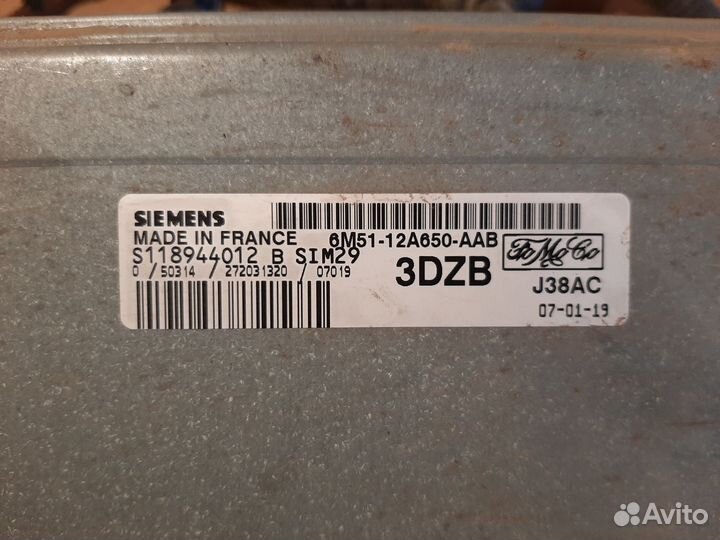 SIEMENS
MADE IN FRANCE 6M51-12A650-AAB
S118944012 B SIM29
0 / 50314 / 272031320 / 07019
3DZB
FoMoCo
J38AC
07-01-19
Avito